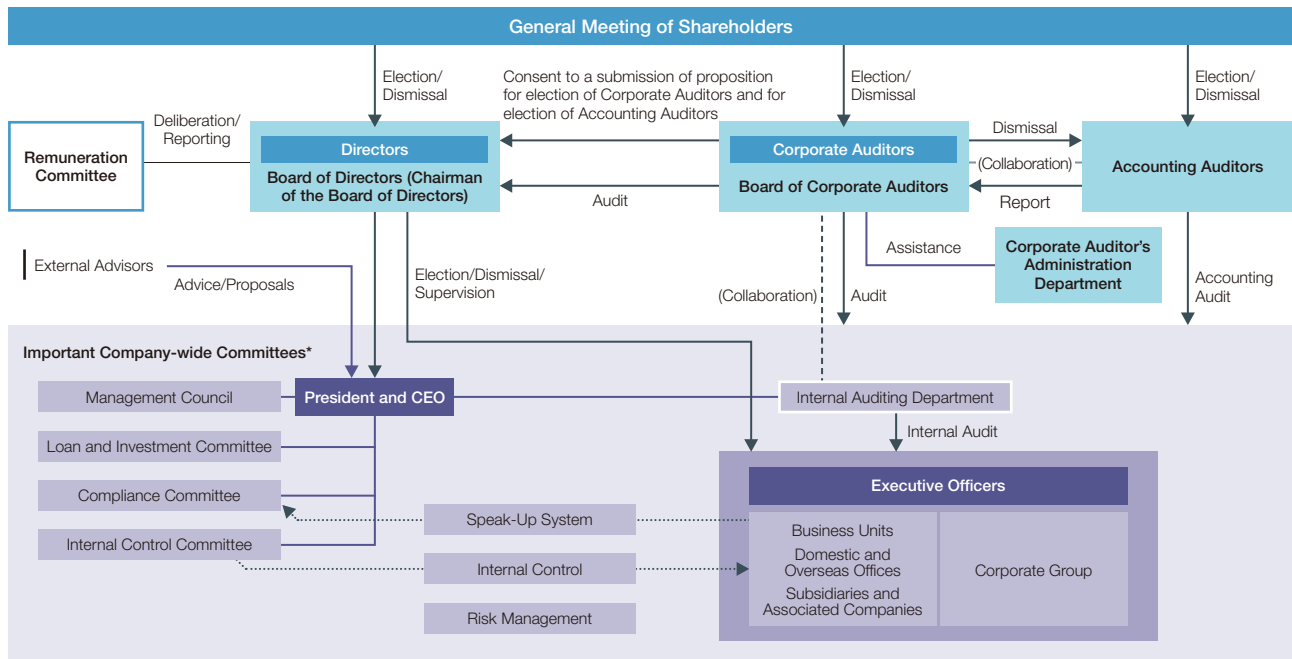 General Meeting of Shareholders
Election/
Dismissal
Consent to a submission of proposition
for election of Corporate Auditors and for
election of Accounting Auditors
Election/
Dismissal
Election/
Dismissal
Deliberation/
Reporting
Remuneration
Committee
Directors
Board of Directors (Chairman
of the Board of Directors)
Audit
Corporate Auditors
Board of Corporate Auditors
Dismissal
(Collaboration)
Report
Accounting Auditors
External Advisors
Advice/Proposals
Election/Dismissal/
Supervision
(Collaboration)
Audit
Assistance
Corporate Auditor's
Administration
Department
Accounting
Audit
Important Company-wide Committees*
Management Council
President and CEO
Internal Auditing Department
Internal Audit
Loan and Investment Committee
Compliance Committee
Internal Control Committee
Speak-Up System
Internal Control
Risk Management
Executive Officers
Business Units
Domestic and
Overseas Offices
Subsidiaries and
Associated Companies
Corporate Group